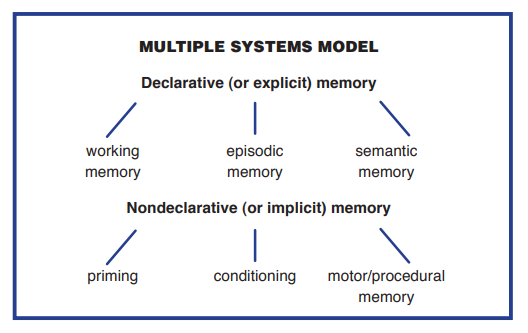 MULTIPLE SYSTEMS MODEL
Declarative (or explicit) memory
working memory
episodic memory
semantic memory
Nondeclarative (or implicit) memory
priming
conditioning
motor/procedural memory